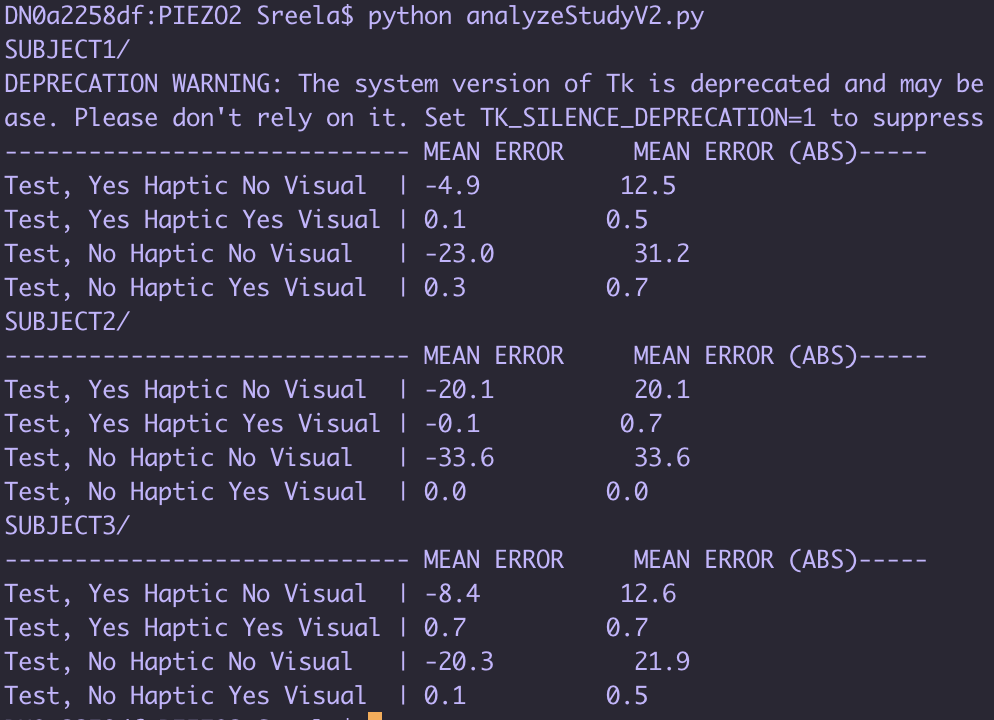 DN0a2258df:PIEZO2 Sreela$ python analyzeStudyV2.py
SUBJECT1/
DEPRECATION WARNING: The system version of Tk is deprecated and may be
ase. Please don't rely on it. Set TK_SILENCE_DEPRECATION=1 to suppress
----------------------------- MEAN ERROR     MEAN ERROR (ABS)-----
Test, Yes Haptic No Visual  | -4.9          12.5
Test, Yes Haptic Yes Visual | 0.1          0.5
Test, No Haptic No Visual   | -23.0          31.2
Test, No Haptic Yes Visual  | 0.3          0.7
SUBJECT2/
----------------------------- MEAN ERROR     MEAN ERROR (ABS)-----
Test, Yes Haptic No Visual  | -20.1          20.1
Test, Yes Haptic Yes Visual | -0.1          0.7
Test, No Haptic No Visual   | -33.6          33.6
Test, No Haptic Yes Visual  | 0.0          0.0
SUBJECT3/
----------------------------- MEAN ERROR     MEAN ERROR (ABS)-----
Test, Yes Haptic No Visual  | -8.4          12.6
Test, Yes Haptic Yes Visual | 0.7          0.7
Test, No Haptic No Visual   | -20.3          21.9
Test, No Haptic Yes Visual  | 0.1          0.5